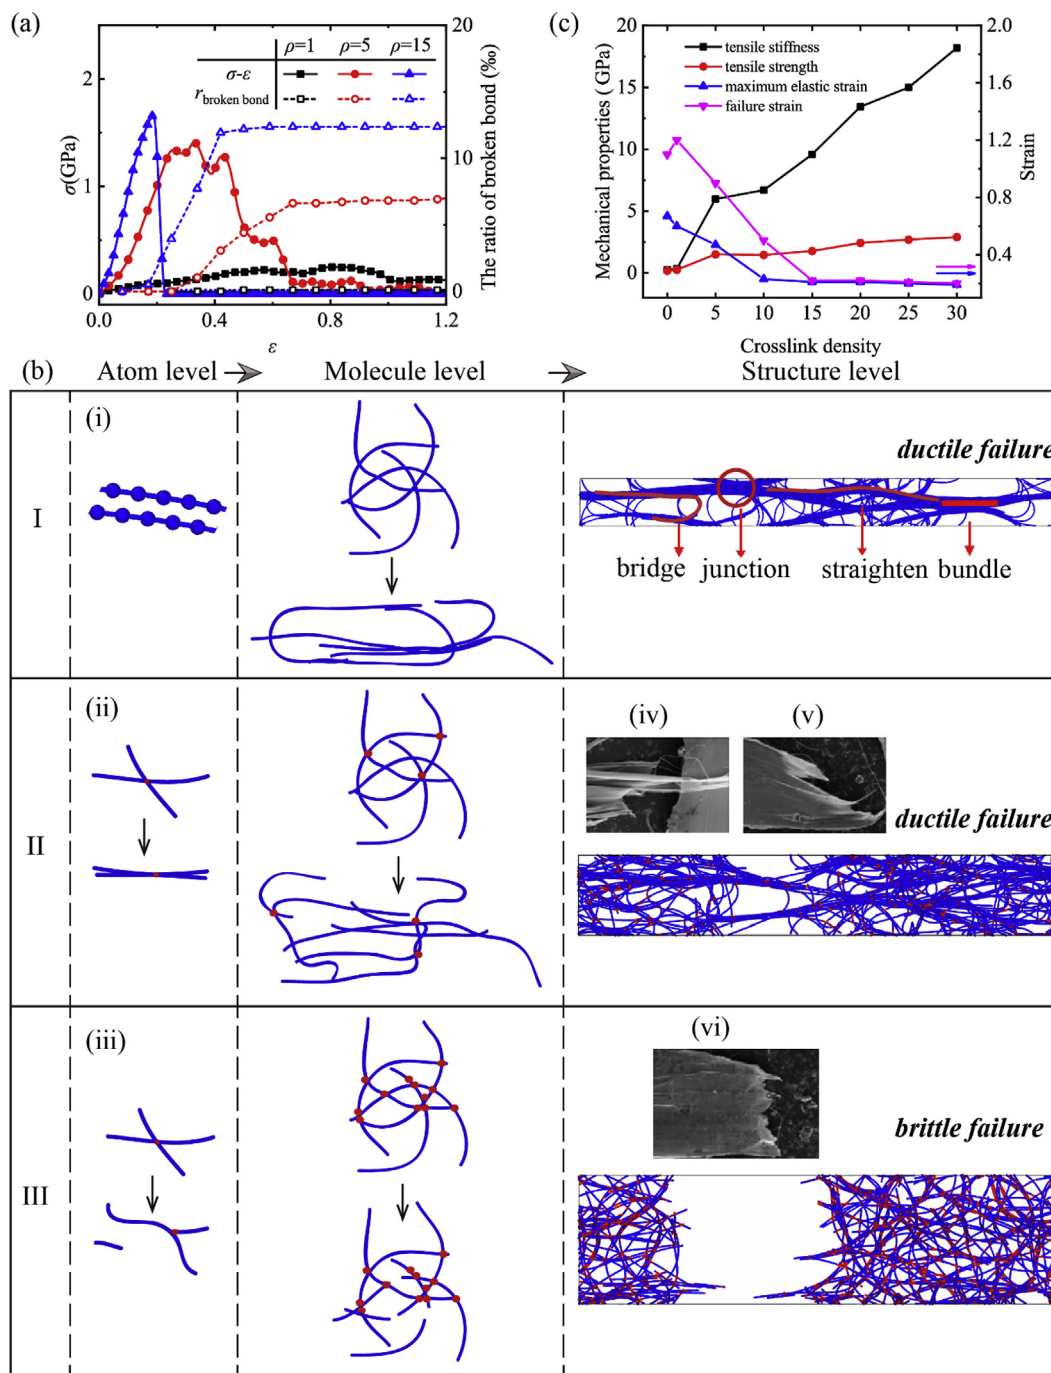 (a)
20
ρ=1 ρ=5 ρ=15
σ-ε
r broken bond
2
1
0
σ(GPa)
10
0
The ratio of broken bond (‰)
0.0 0.4 0.8 1.2
ε
(c)
20
15
10
5
0
Mechanical properties ( GPa)
tensile stiffness
tensile strength
maximum elastic strain
failure strain
2.0
1.6
1.2
0.8
0.4
Strain
0 5 10 15 20 25 30
Crosslink density
(b)
Atom level
Molecule level
Structure level
I
(i)
ductile failure
bridge junction straighten bundle
II
(ii)
(iv)
(v)
ductile failure
III
(iii)
(vi)
brittle failure